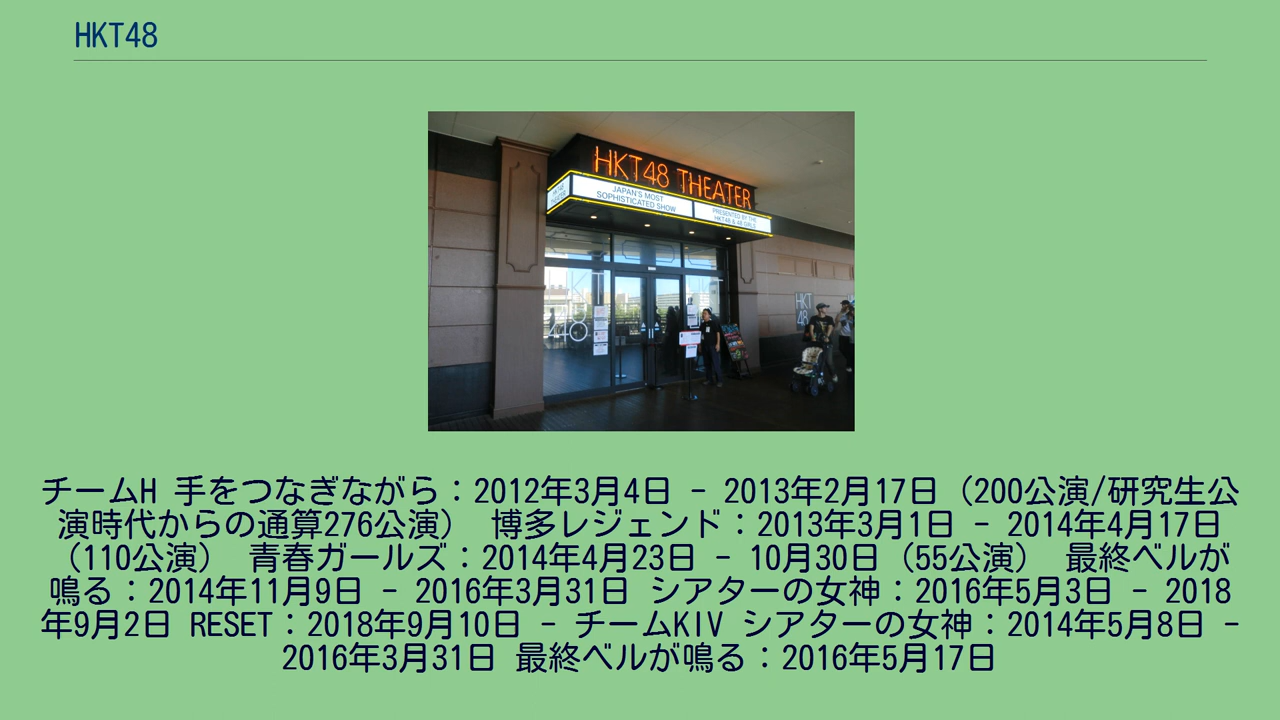 HKT48
HKT48 THEATER
JAPAN'S MOST
SOPHISTICATED SHOW
PRESENTED BY THE
HKT48 & 48 GIRLS
HKT
48
チームH 手をつなぎながら：2012年3月4日 - 2013年2月17日（200公演/研究生公
演時代からの通算276公演） 博多レジェンド：2013年3月1日 - 2014年4月17日
（110公演） 青春ガールズ：2014年4月23日 - 10月30日（55公演） 最終ベルが
鳴る：2014年11月9日 - 2016年3月31日 シアターの女神：2016年5月3日 - 2018
年9月2日 RESET：2018年9月10日 - チームKIV シアターの女神：2014年5月8日 -
2016年3月31日 最終ベルが鳴る：2016年5月17日